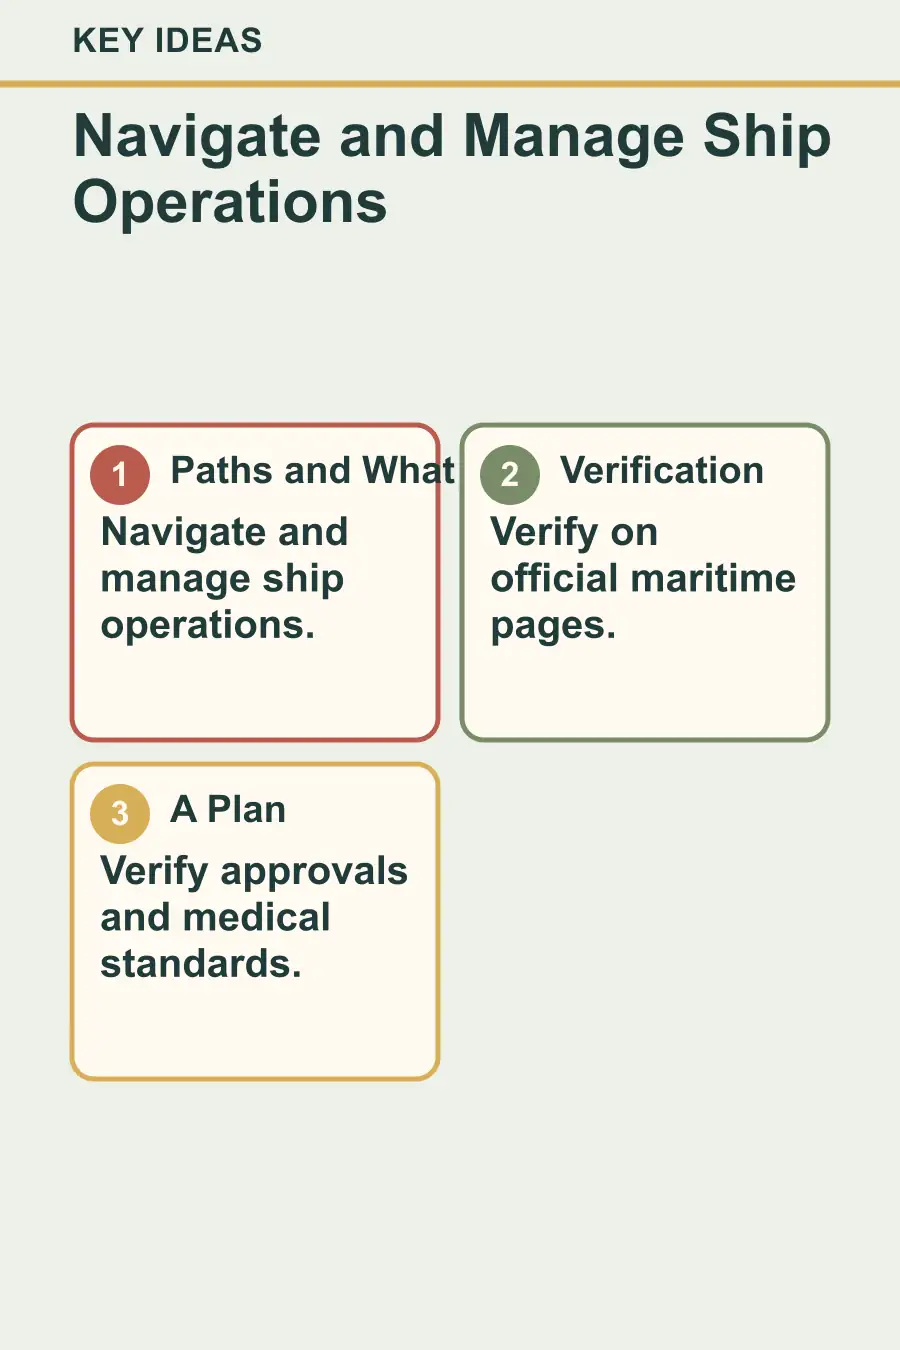 KEY IDEAS
Navigate and Manage Ship
Operations
1 Paths and What
Navigate and
manage ship
operations.
2 Verification
Verify on
official maritime
pages.
3 A Plan
Verify approvals
and medical
standards.